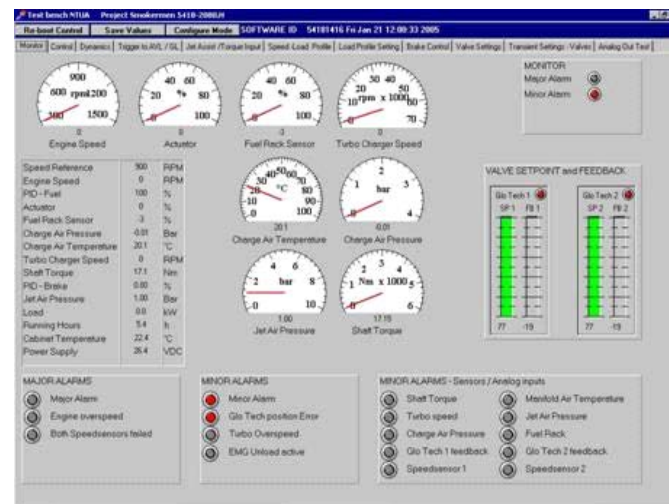 Test bench NTUA Project Smokermen 5410-2000JH
Re-boot Control Save Values Configure Mode SOFTWARE ID 54101416 Fri Jan 21 12:00:33 2005
Monitor Control Dynamics Trigger to AVL / GL Jet Assist /Torque Input Speed -Load Profile Load Profile Setting Brake Control Valve Settings Transient Settings - Valves Analog Out Test
600 900 1200
rpm
300 1500
0
Engine Speed
20 40 60 80
%
0 100
0
Actuator
20 40 60 80
%
0 100
-3
Fuel Rack Sensor
10 20 30 40 50 60
rpm x 1000
0 70
0
Turbo Charger Speed
MONITOR
Major Alarm
Minor Alarm
Speed Reference 900 RPM
Engine Speed 0 RPM
PID - Fuel 100 %
Actuator 0 %
Fuel Rack Sensor -3 %
Charge Air Pressure -0.01 Bar
Charge Air Temperature 20.1 °C
Turbo Charger Speed 0 RPM
Shaft Torque 17.1 Nm
PID - Brake 0.00 %
Jet Air Pressure 1.00 Bar
Load 0.0 kW
Running Hours 5.4 h
Cabinet Temperature 22.4 °C
Power Supply 26.4 VDC
-10 0 10 20 30 40 50 60 70 80 90 100
°C
20.1
Charge Air Temperature
0 1 2 3 4
bar
-0.01
Charge Air Pressure
0 2 4 6 8 10
bar
1.00
Jet Air Pressure
0 1 2 3 4 5 6
Nm x 1000
17.19
Shaft Torque
VALVE SETPOINT and FEEDBACK
Glo Tech 1
SP 1 FB 1
77 -19
Glo Tech 2
SP 2 FB 2
77 -19
MAJOR ALARMS
Major Alarm
Engine overspeed
Both Speedsensors failed
MINOR ALARMS
Minor Alarm
Glo Tech position Error
Turbo Overspeed
EMG Unload active
MINOR ALARMS - Sensors / Analog inputs
Shaft Torque
Turbo speed
Charge Air Pressure
Glo Tech 1 feedback
Speedsensor 1
Manifold Air Temperature
Jet Air Pressure
Fuel Rack
Glo Tech 2 feedback
Speedsensor 2